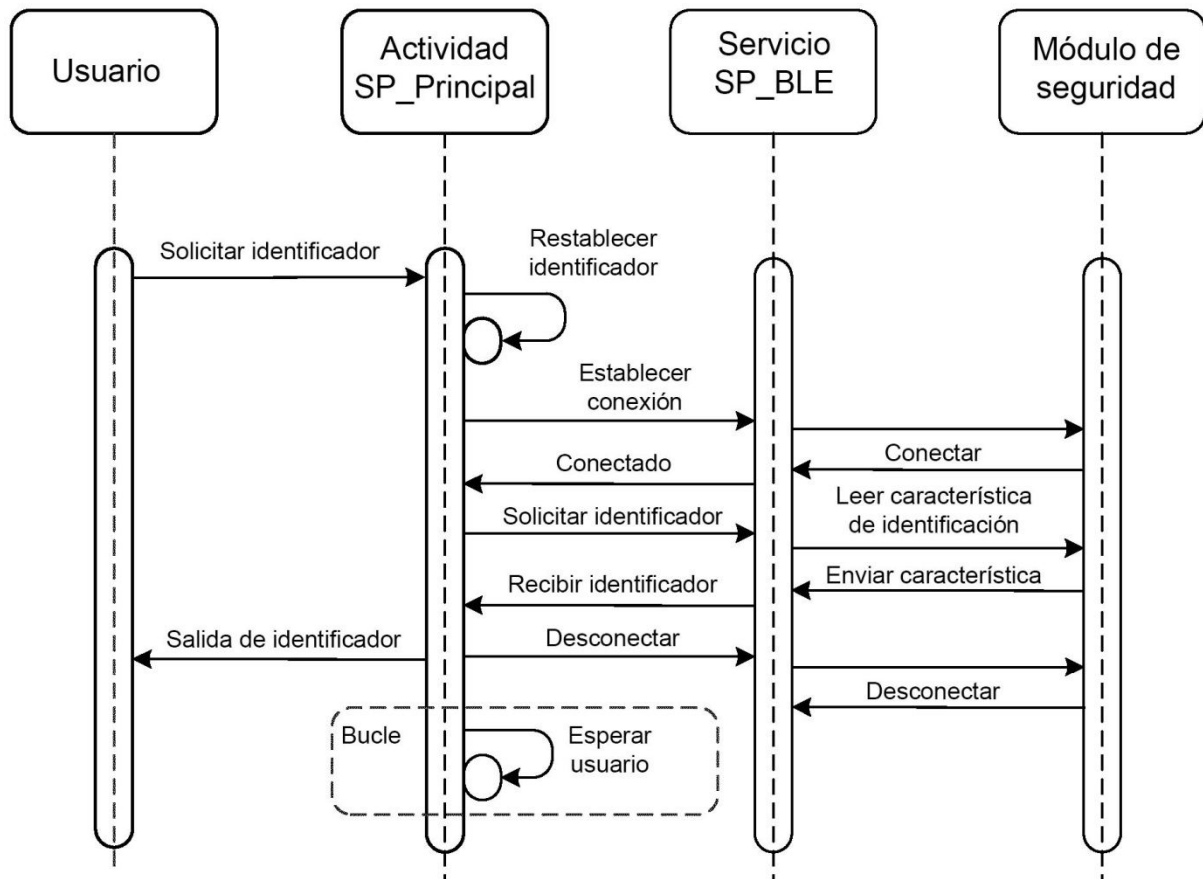 Usuario
Actividad
SP_Principal
Servicio
SP_BLE
Módulo de
seguridad
Solicitar identificador
Restablecer
identificador
Establecer
conexión
Conectar
Conectado
Leer característica
de identificación
Solicitar identificador
Enviar característica
Recibir identificador
Salida de identificador
Desconectar
Desconectar
Bucle
Esperar
usuario